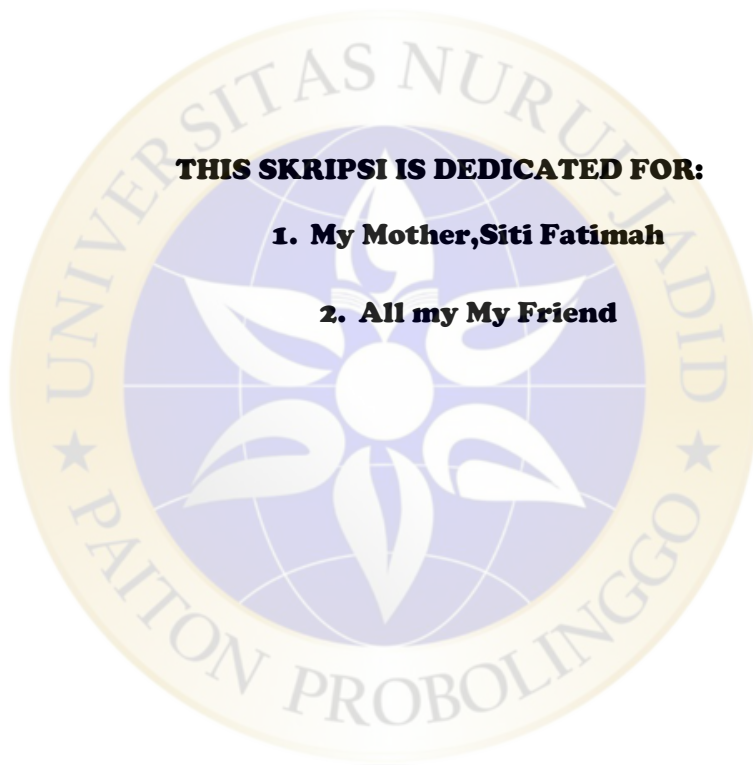 UNIVERSITAS NURUL JADID
THIS SKRIPSI IS DEDICATED FOR:
1. My Mother,Siti Fatimah
2. All my My Friend
★ PAITON PROBOLINGGO ★